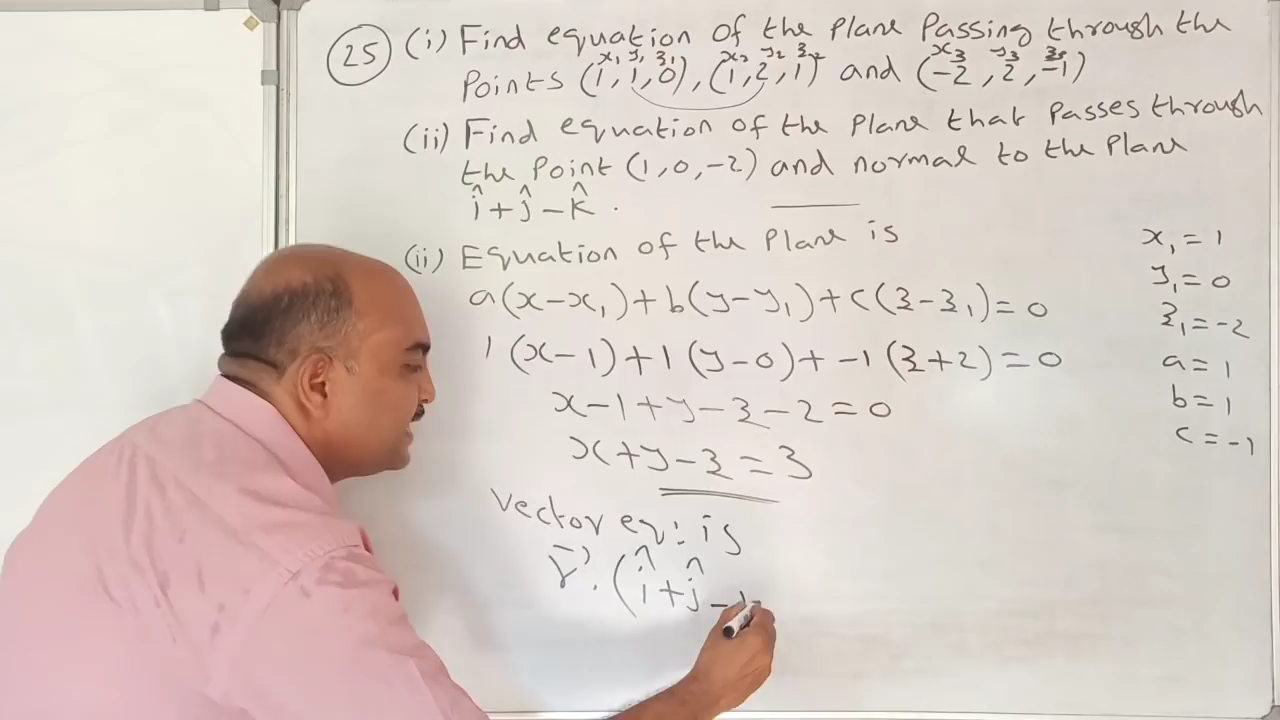 25 (i) Find equation of the Plane Passing through the
x₁ y₁ z₁ x₂ y₂ z₂ x₃ y₃ z₃
Points (1, 1, 0), (1, 2, 1) and (-2, 2, -1)
(ii) Find equation of the Plane that Passes through
the Point (1, 0, -2) and normal to the Plane
î + ĵ - k̂.
(ii) Equation of the Plane is
a(x-x₁) + b(y-y₁) + c(z-z₁) = 0
1(x-1) + 1(y-0) + -1(z+2) = 0
x-1+y-z-2=0
x+y-z=3
Vector eq: is
r⃗.(î+ĵ-
x₁ = 1
y₁ = 0
z₁ = -2
a = 1
b = 1
c = -1